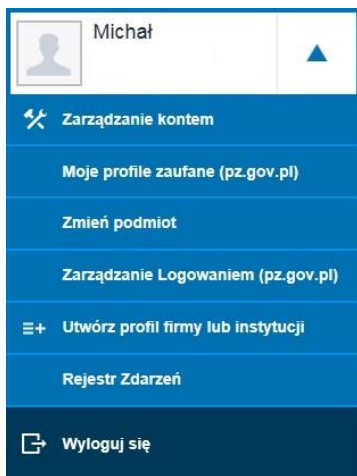 Michał
Zarządzanie kontem
Moje profile zaufane (pz.gov.pl)
Zmień podmiot
Zarządzanie Logowaniem (pz.gov.pl)
Utwórz profil firmy lub instytucji
Rejestr Zdarzeń
Wyloguj się